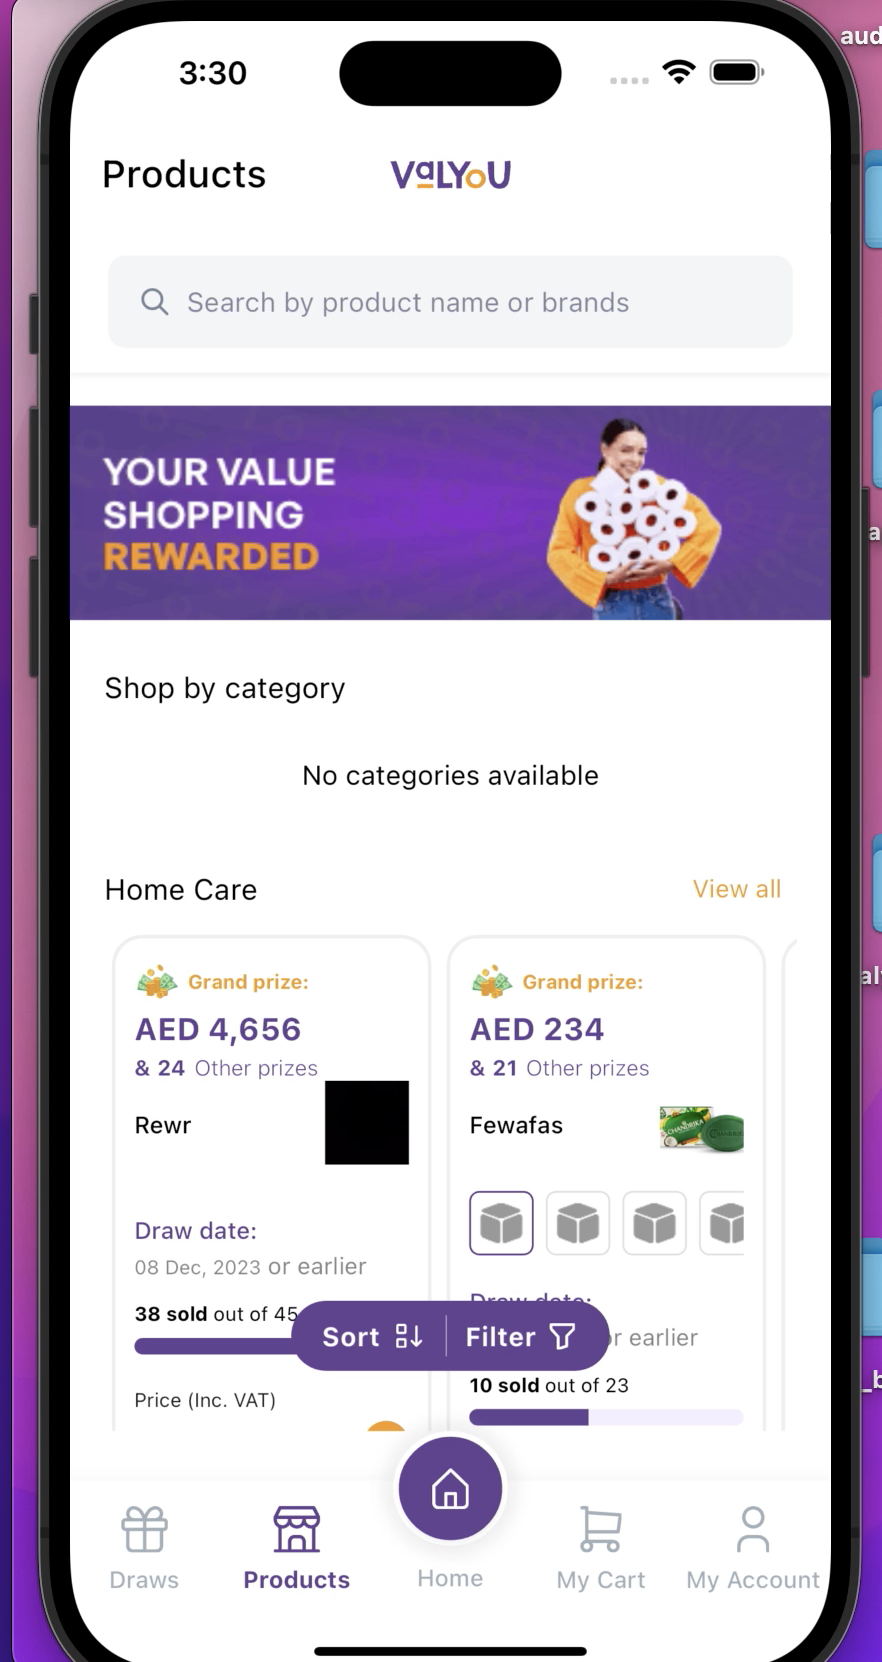 aud
3:30
Products
VaLYoU
Search by product name or brands
YOUR VALUE
SHOPPING
REWARDED
Shop by category
No categories available
Home Care
View all
Grand prize:
AED 4,656
& 24 Other prizes
Rewr
Draw date:
08 Dec, 2023 or earlier
38 sold out of 45
Price (Inc. VAT)
Grand prize:
AED 234
& 21 Other prizes
Fewafas
CHANDRIKA
Draw date:
or earlier
10 sold out of 23
Sort
Filter
Draws
Products
Home
My Cart
My Account